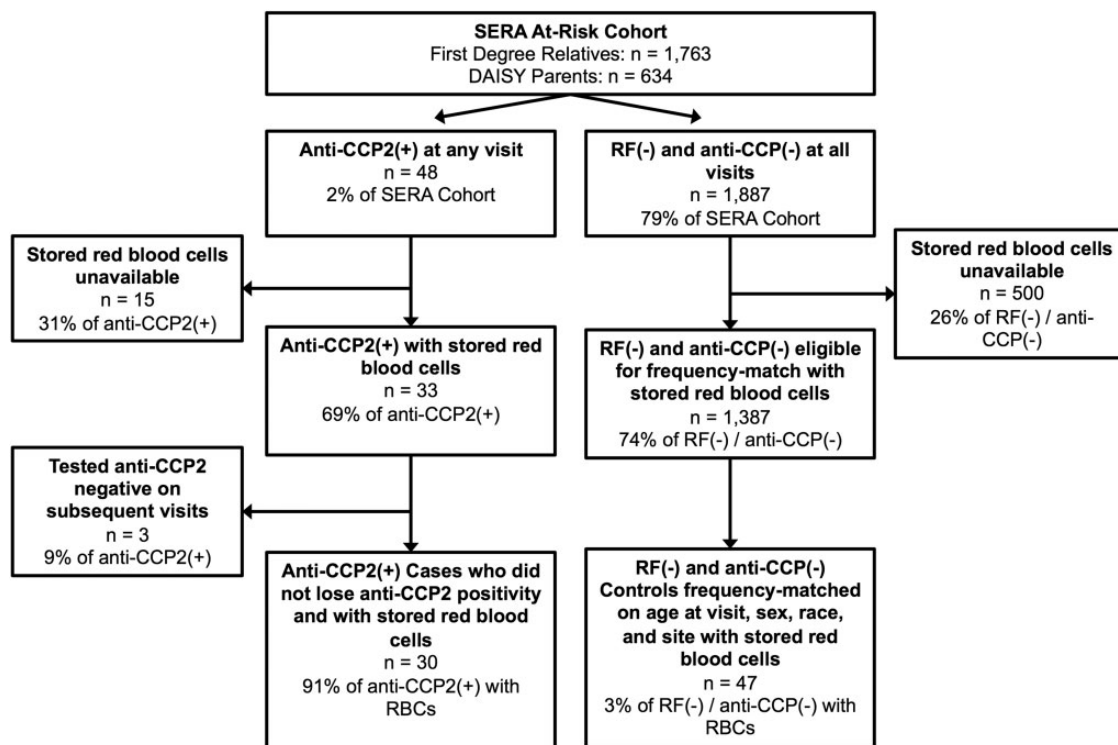 SERA At-Risk Cohort
First Degree Relatives: n = 1,763
DAISY Parents: n = 634
Anti-CCP2(+) at any visit
n = 48
2% of SERA Cohort
RF(-) and anti-CCP(-) at all
visits
n = 1,887
79% of SERA Cohort
Stored red blood cells
unavailable
n = 15
31% of anti-CCP2(+)
Stored red blood cells
unavailable
n = 500
26% of RF(-) / anti-
CCP(-)
Anti-CCP2(+) with stored red
blood cells
n = 33
69% of anti-CCP2(+)
RF(-) and anti-CCP(-) eligible
for frequency-match with
stored red blood cells
n = 1,387
74% of RF(-) / anti-CCP(-)
Tested anti-CCP2
negative on
subsequent visits
n = 3
9% of anti-CCP2(+)
Anti-CCP2(+) Cases who did
not lose anti-CCP2 positivity
and with stored red blood
cells
n = 30
91% of anti-CCP2(+) with
RBCs
RF(-) and anti-CCP(-)
Controls frequency-matched
on age at visit, sex, race,
and site with stored red
blood cells
n = 47
3% of RF(-) / anti-CCP(-) with
RBCs